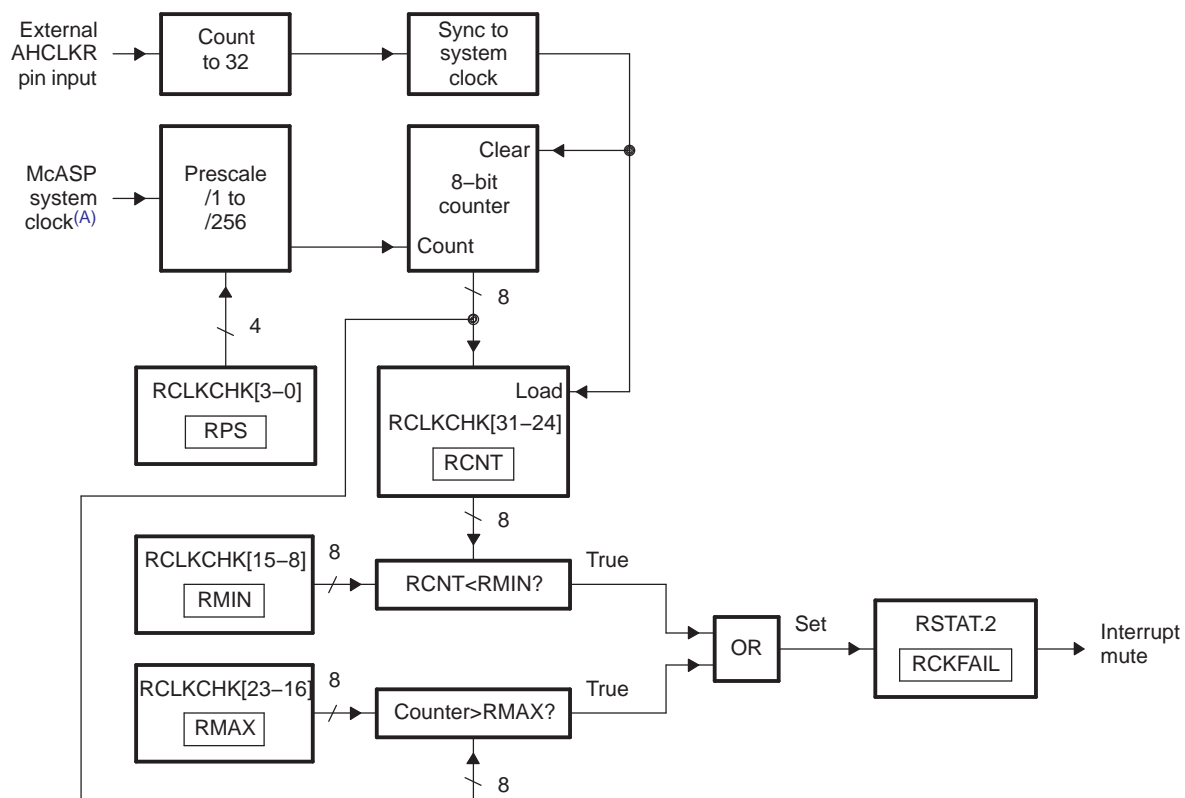 External
AHCLKR
pin input
Count
to 32
Sync to
system
clock
McASP
system
clock(A)
Prescale
/1 to
/256
Clear
8–bit
counter
Count
8
4
RCLKCHK[3–0]
RPS
Load
RCLKCHK[31–24]
RCNT
8
RCLKCHK[15–8]
RMIN
8
RCNT<RMIN?
True
OR
Set
RSTAT.2
RCKFAIL
Interrupt
mute
RCLKCHK[23–16]
RMAX
8
Counter>RMAX?
True
8